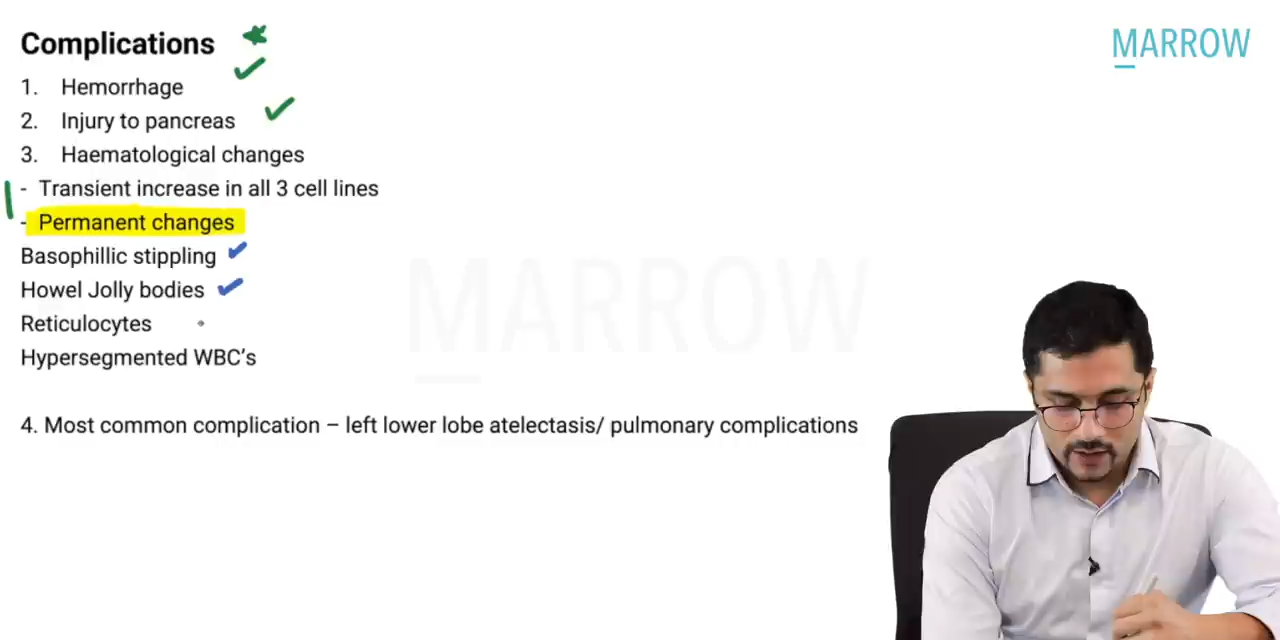 Complications
MARROW
1. Hemorrhage
2. Injury to pancreas
3. Haematological changes
- Transient increase in all 3 cell lines
- Permanent changes
Basophillic stippling
Howel Jolly bodies
Reticulocytes
Hypersegmented WBC's
4. Most common complication – left lower lobe atelectasis/ pulmonary complications
MARROW